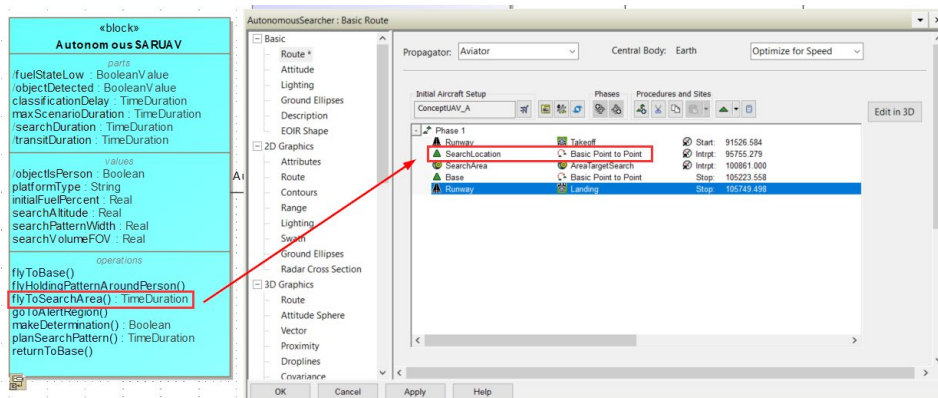 «block»
Autonomous SARUAV
parts
/fuelStateLow : BooleanValue
/objectDetected : BooleanValue
classificationDelay : TimeDuration
maxScenarioDuration : TimeDuration
/searchDuration : TimeDuration
/transitDuration : TimeDuration
values
/objectIsPerson : Boolean
platformType : String
initialFuelPercent : Real
searchAltitude : Real
searchPatternWidth : Real
searchVolumeFOV : Real
operations
flyToBase()
flyHoldingPatternAroundPerson()
flyToSearchArea() : TimeDuration
goToAlertRegion()
makeDetermination() : Boolean
planSearchPattern() : TimeDuration
returnToBase()
AutonomousSearcher : Basic Route
Basic
Route *
Attitude
Lighting
Ground Ellipses
Description
EOIR Shape
2D Graphics
Attributes
Route
Contours
Range
Lighting
Swath
Ground Ellipses
Radar Cross Section
3D Graphics
Route
Attitude Sphere
Vector
Proximity
Droplines
Covariance
Propagator: Aviator Central Body: Earth Optimize for Speed
Initial Aircraft Setup Phases Procedures and Sites
ConceptUAV_A
Edit in 3D
Phase 1
Runway Takeoff Start: 91526.584
SearchLocation Basic Point to Point Intrpt: 95755.279
SearchArea AreaTargetSearch Intrpt: 100861.000
Base Basic Point to Point Stop: 105223.558
Runway Landing Stop: 105749.498
OK Cancel Apply Help